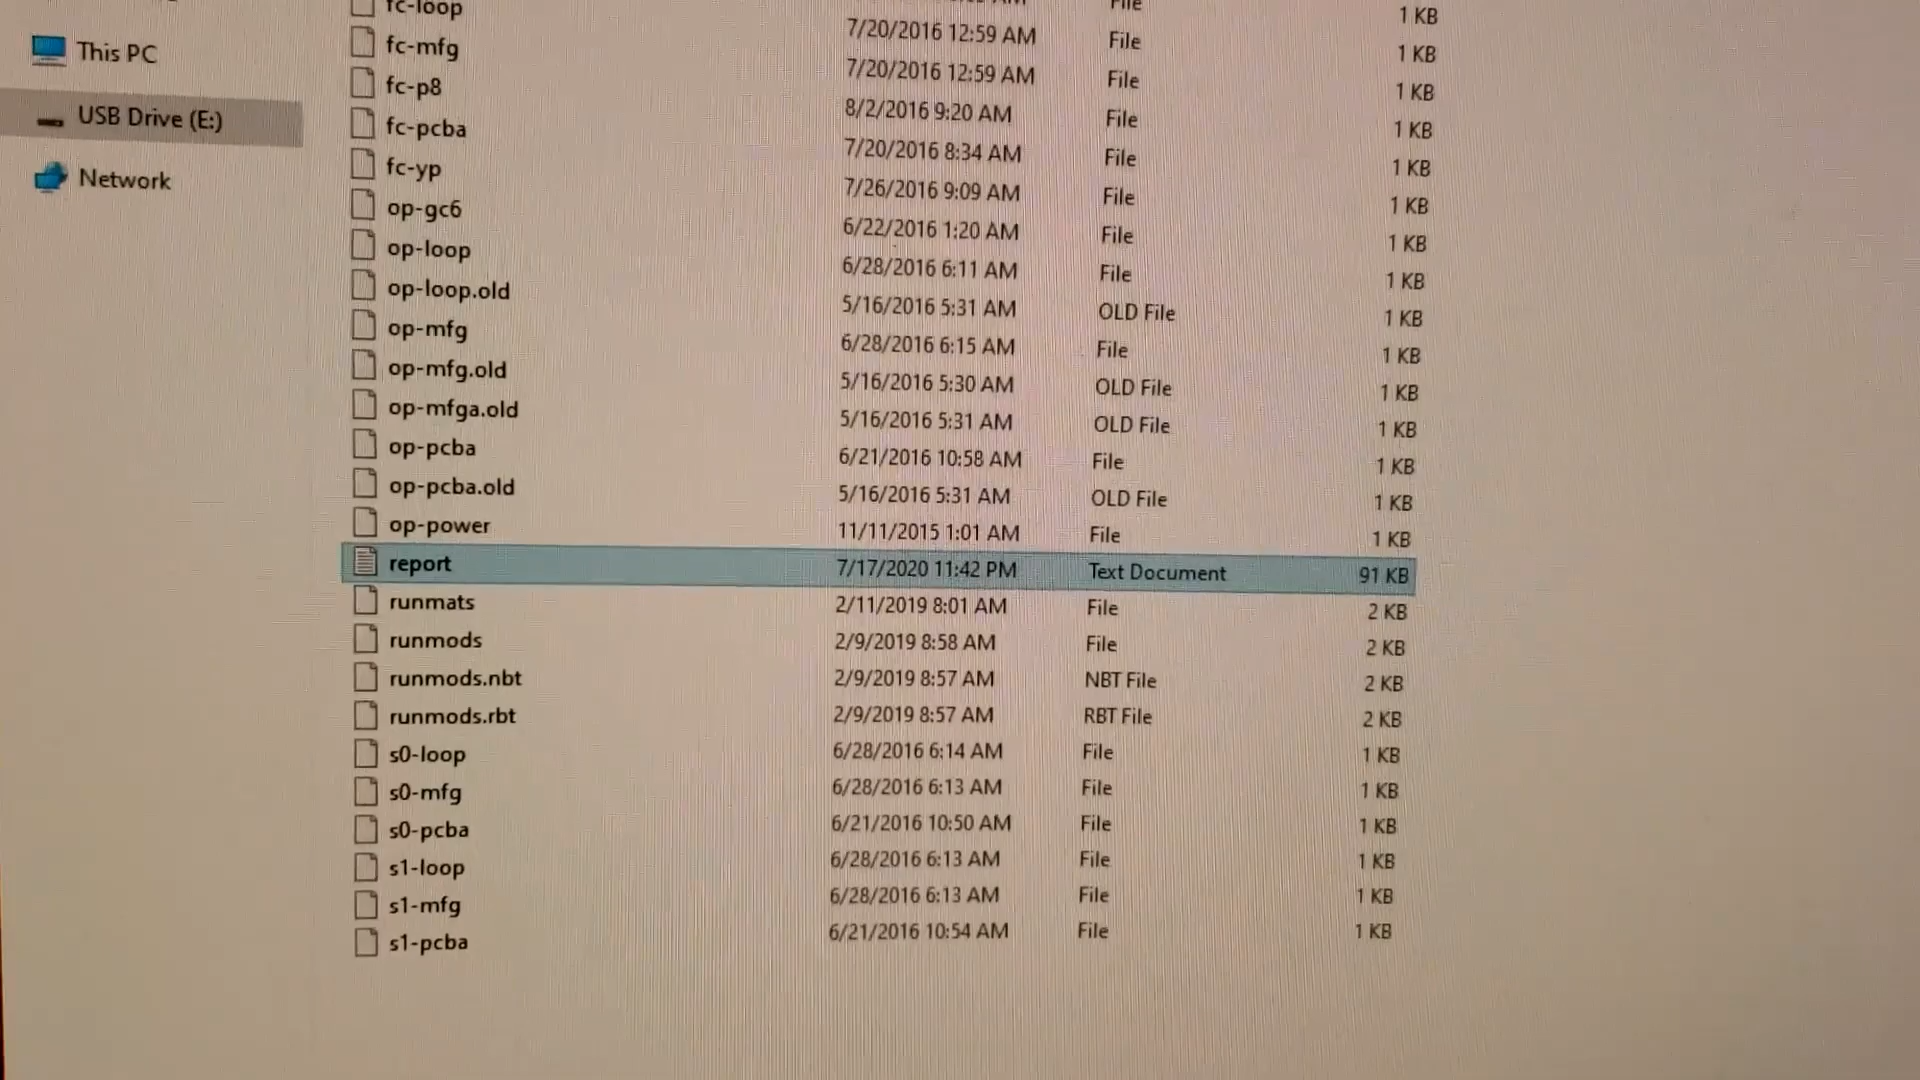 File 1 KB
fc-loop 7/20/2016 12:59 AM File 1 KB
This PC
fc-mfg 7/20/2016 12:59 AM File 1 KB
fc-p8 8/2/2016 9:20 AM File 1 KB
USB Drive (E:)
fc-pcba 7/20/2016 8:34 AM File 1 KB
fc-yp 7/26/2016 9:09 AM File 1 KB
Network
op-gc6 6/22/2016 1:20 AM File 1 KB
op-loop 6/28/2016 6:11 AM File 1 KB
op-loop.old 5/16/2016 5:31 AM OLD File 1 KB
op-mfg 6/28/2016 6:15 AM File 1 KB
op-mfg.old 5/16/2016 5:30 AM OLD File 1 KB
op-mfga.old 5/16/2016 5:31 AM OLD File 1 KB
op-pcba 6/21/2016 10:58 AM File 1 KB
op-pcba.old 5/16/2016 5:31 AM OLD File 1 KB
op-power 11/11/2015 1:01 AM File 1 KB
report 7/17/2020 11:42 PM Text Document 91 KB
runmats 2/11/2019 8:01 AM File 2 KB
runmods 2/9/2019 8:58 AM File 2 KB
runmods.nbt 2/9/2019 8:57 AM NBT File 2 KB
runmods.rbt 2/9/2019 8:57 AM RBT File 2 KB
s0-loop 6/28/2016 6:14 AM File 1 KB
s0-mfg 6/28/2016 6:13 AM File 1 KB
s0-pcba 6/21/2016 10:50 AM File 1 KB
s1-loop 6/28/2016 6:13 AM File 1 KB
s1-mfg 6/28/2016 6:13 AM File 1 KB
s1-pcba 6/21/2016 10:54 AM File 1 KB